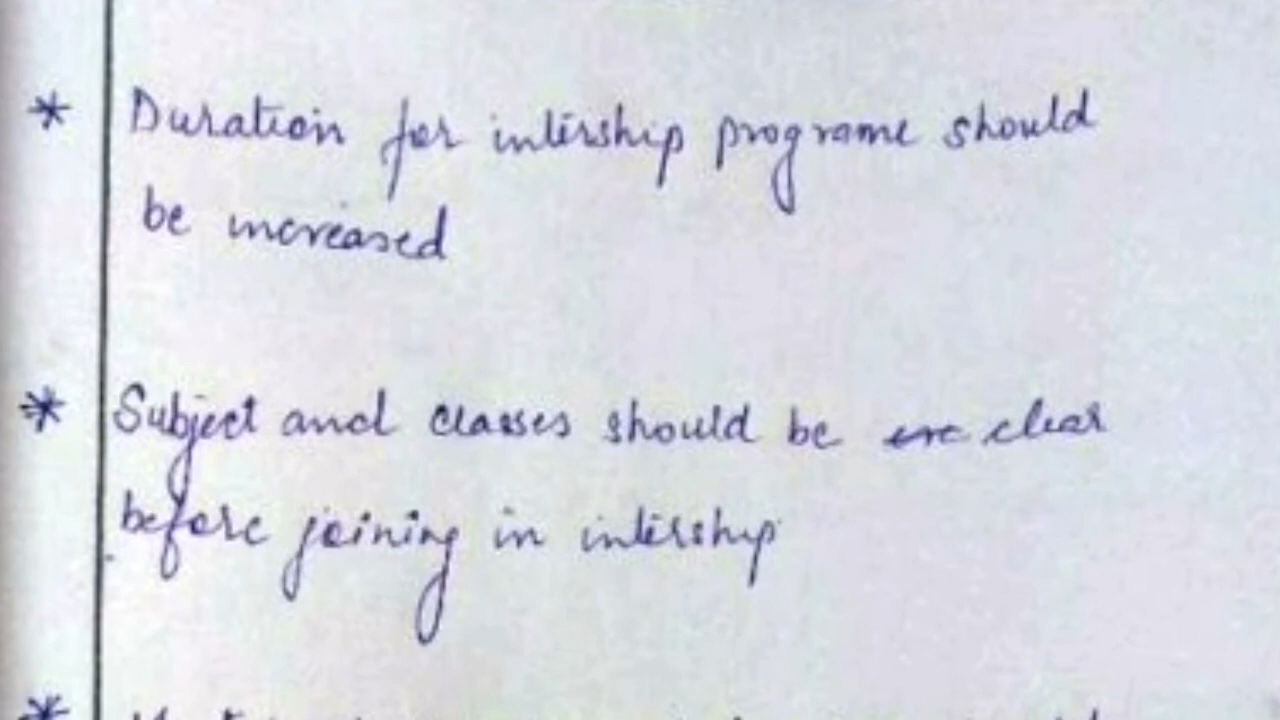 * Duration for intership programe should
be increased
* Subject and classes should be clear
before joining in intership
*